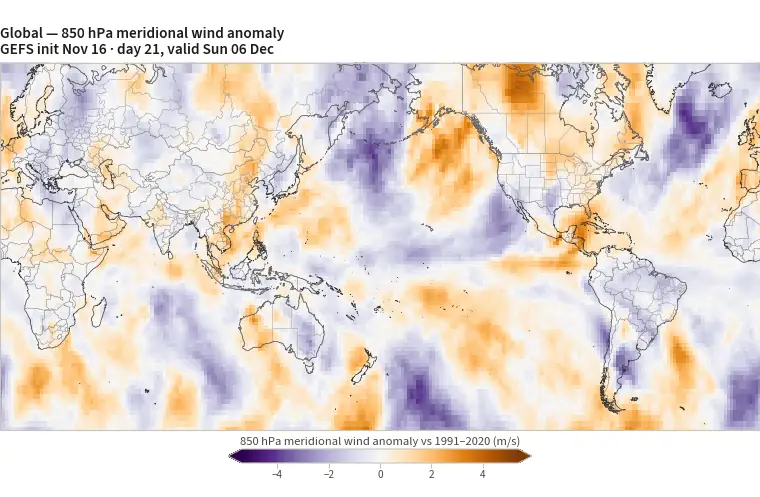 Global — 850 hPa meridional wind anomaly
GEFS init Nov 16 · day 21, valid Sun 06 Dec
850 hPa meridional wind anomaly vs 1991–2020 (m/s)
−4 −2 0 2 4